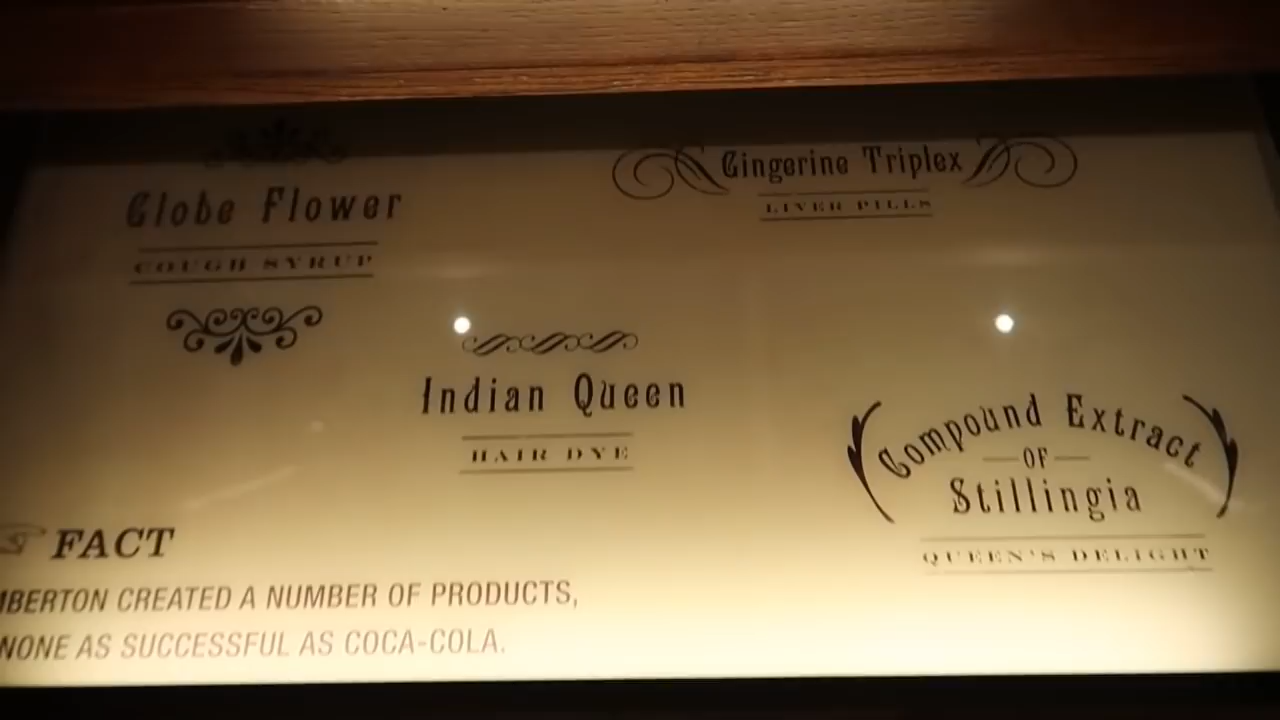 Globe Flower
COUGH SYRUP
Gingerine Triplex
LIVER PILLS
Indian Queen
HAIR DYE
Compound Extract
OF
Stillingia
QUEEN'S DELIGHT
FACT
MBERTON CREATED A NUMBER OF PRODUCTS,
NONE AS SUCCESSFUL AS COCA-COLA.